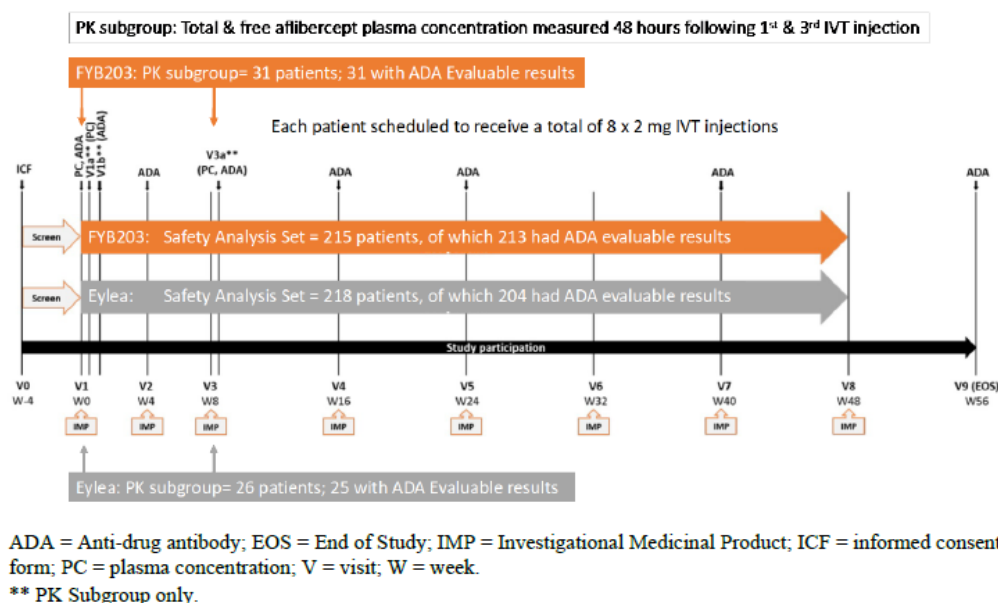 PK subgroup: Total & free aflibercept plasma concentration measured 48 hours following 1st & 3rd IVT injection
FYB203: PK subgroup= 31 patients; 31 with ADA Evaluable results
Each patient scheduled to receive a total of 8 x 2 mg IVT injections
ICF
PC, ADA
V1a** (PC)
V1b** (ADA)
ADA
V3a**
(PC, ADA)
ADA
ADA
ADA
ADA
Screen
FYB203: Safety Analysis Set = 215 patients, of which 213 had ADA evaluable results
Screen
Eylea: Safety Analysis Set = 218 patients, of which 204 had ADA evaluable results
Study participation
V0 V1 V2 V3 V4 V5 V6 V7 V8 V9 (EOS)
W-4 W0 W4 W8 W16 W24 W32 W40 W48 W56
IMP IMP IMP IMP IMP IMP IMP IMP
Eylea: PK subgroup= 26 patients; 25 with ADA Evaluable results
ADA = Anti-drug antibody; EOS = End of Study; IMP = Investigational Medicinal Product; ICF = informed consent
form; PC = plasma concentration; V = visit; W = week.
** PK Subgroup only.